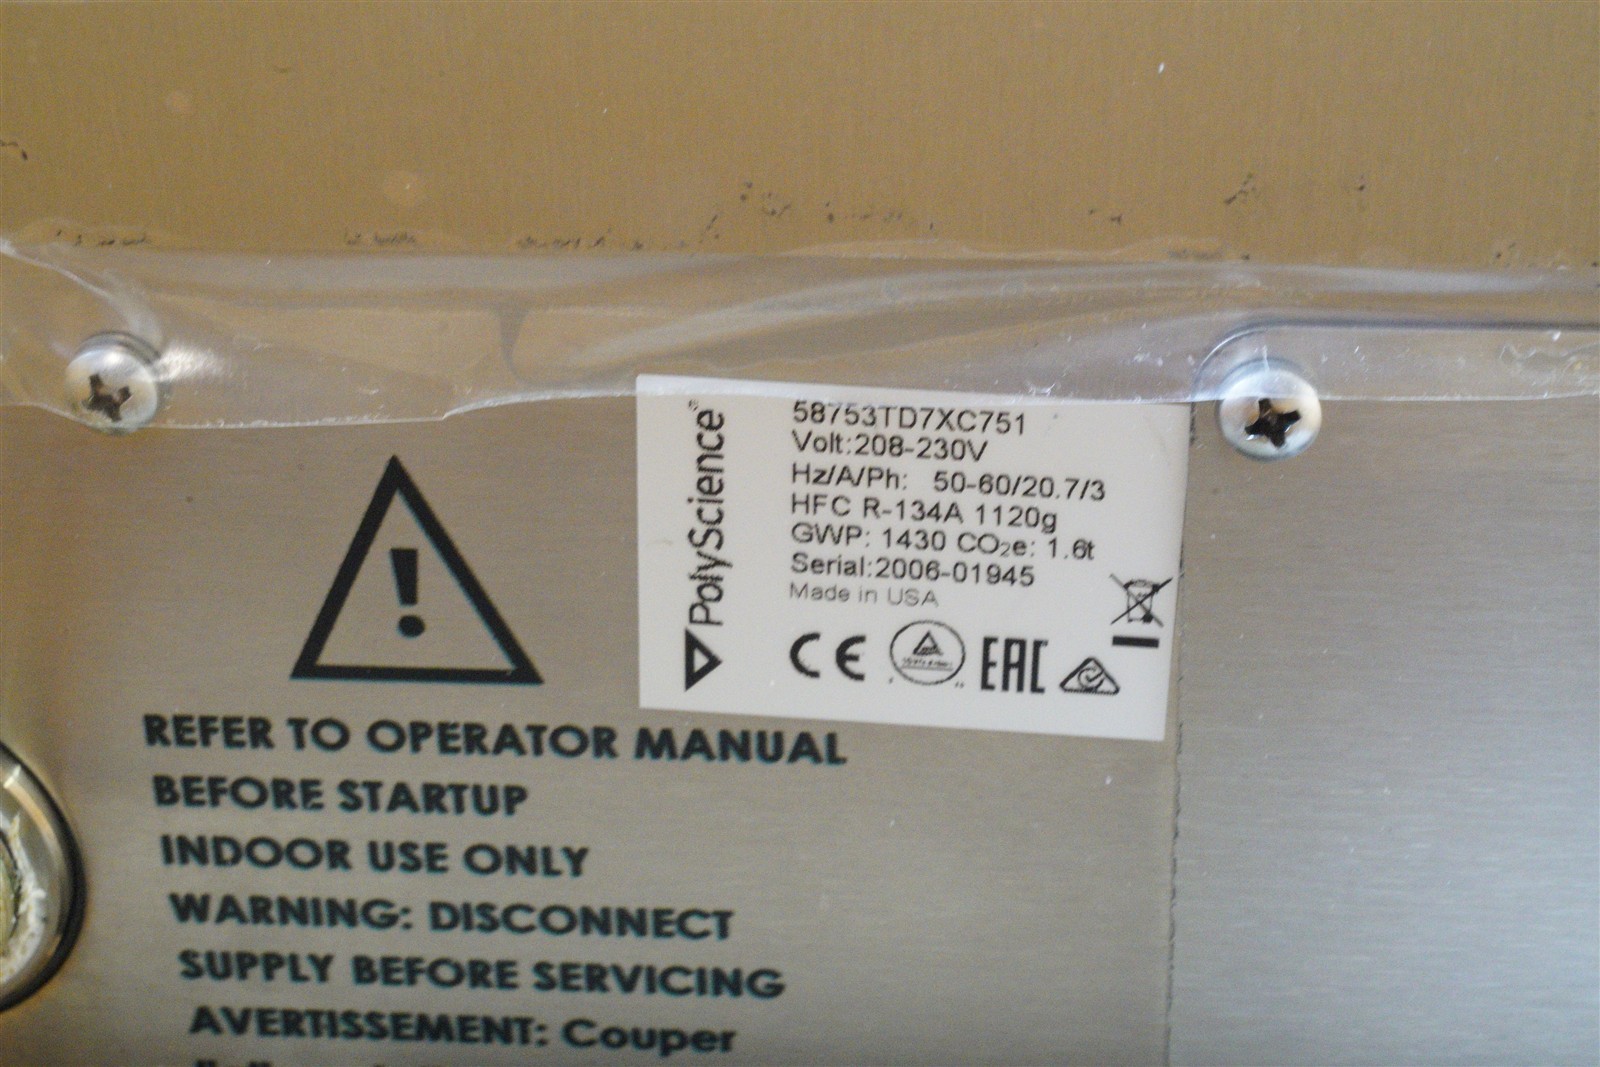 PolyScience®
58753TD7XC751
Volt:208-230V
Hz/A/Ph: 50-60/20.7/3
HFC R-134A 1120g
GWP: 1430 CO₂e: 1.6t
Serial:2006-01945
Made in USA
CE
EAC
REFER TO OPERATOR MANUAL
BEFORE STARTUP
INDOOR USE ONLY
WARNING: DISCONNECT
SUPPLY BEFORE SERVICING
AVERTISSEMENT: Couper